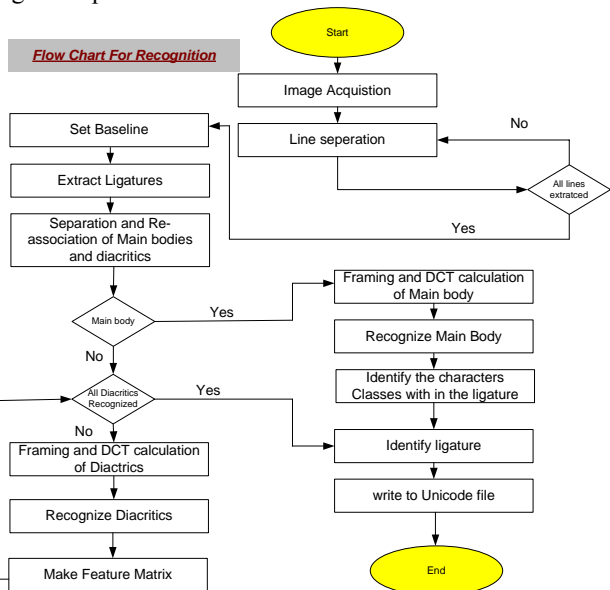 Start
Flow Chart For Recognition
Image Acquistion
Line seperation
No
All lines
extratced
Yes
Set Baseline
Extract Ligatures
Separation and Re-
association of Main bodies
and diacritics
Main body
Yes
No
All Diacritics
Recognized
Yes
No
Framing and DCT calculation
of Diactrics
Recognize Diacritics
Make Feature Matrix
Framing and DCT calculation
of Main body
Recognize Main Body
Identify the characters
Classes with in the ligature
Identify ligature
write to Unicode file
End